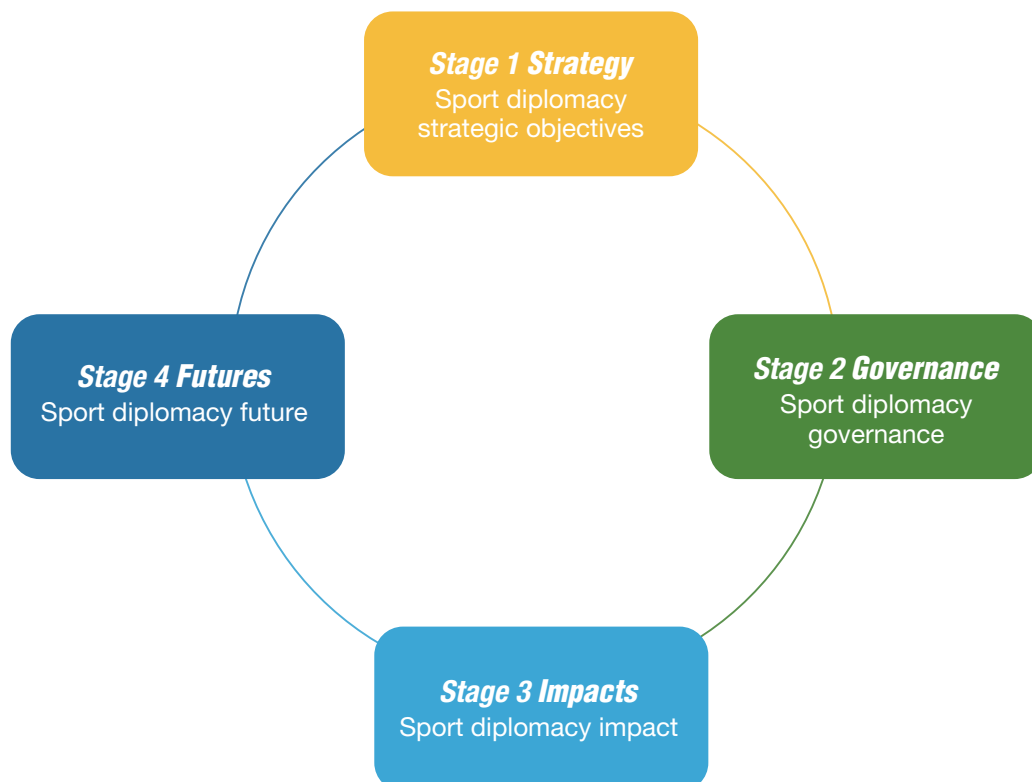 Stage 1 Strategy
Sport diplomacy
strategic objectives
Stage 2 Governance
Sport diplomacy
governance
Stage 3 Impacts
Sport diplomacy impact
Stage 4 Futures
Sport diplomacy future